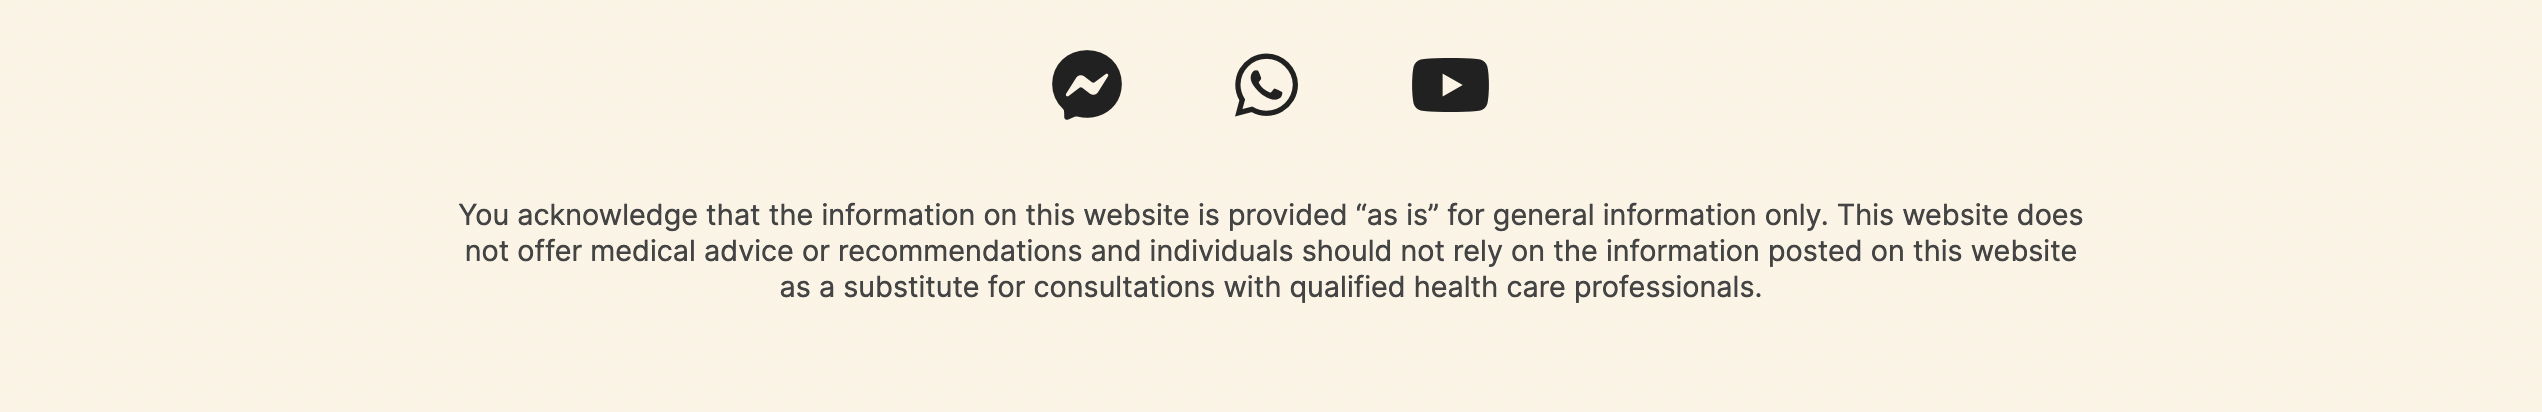 You acknowledge that the information on this website is provided “as is” for general information only. This website does
not offer medical advice or recommendations and individuals should not rely on the information posted on this website
as a substitute for consultations with qualified health care professionals.